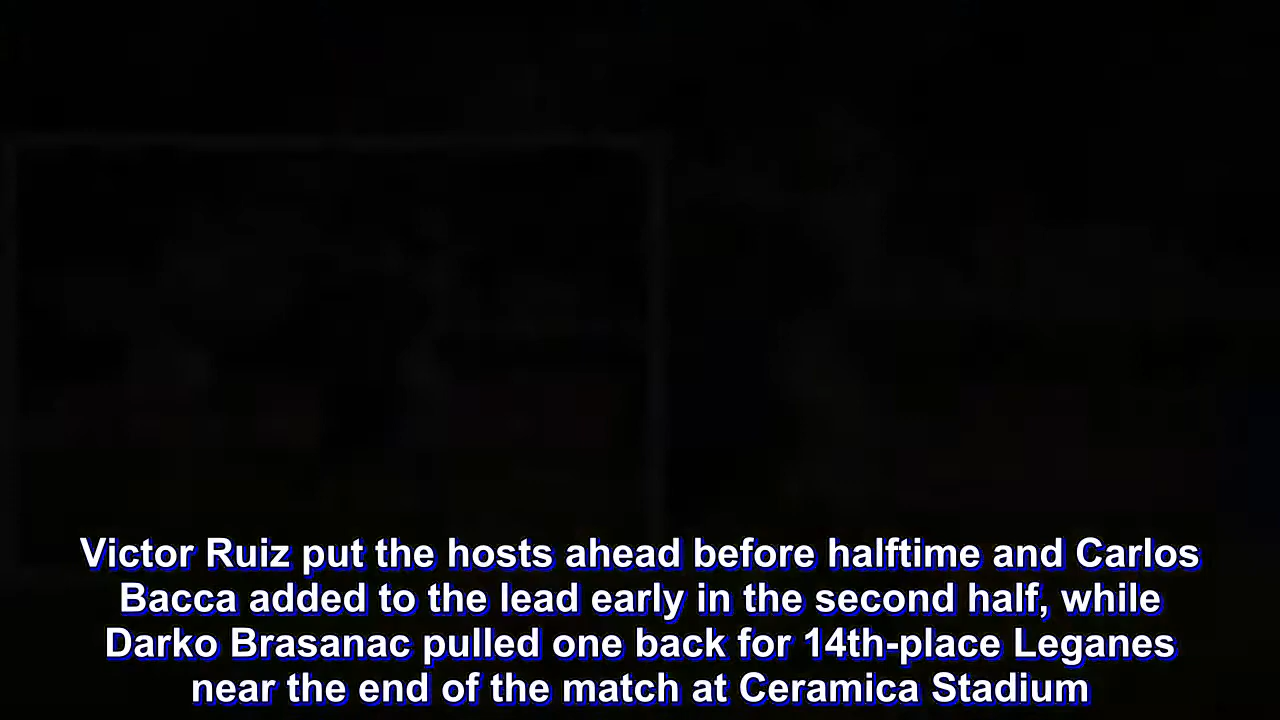 Victor Ruiz put the hosts ahead before halftime and Carlos
Bacca added to the lead early in the second half, while
Darko Brasanac pulled one back for 14th-place Leganes
near the end of the match at Ceramica Stadium